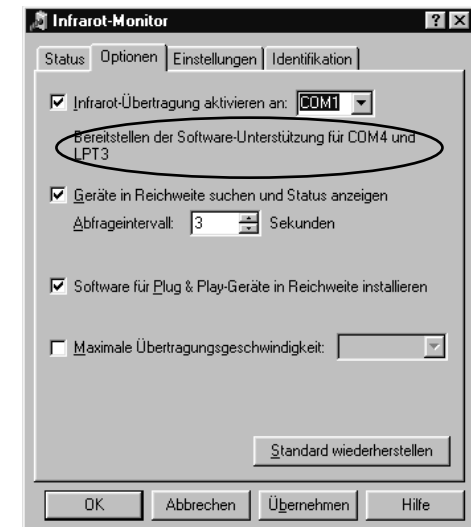 Infrarot-Monitor
Status Optionen Einstellungen Identifikation
Infrarot-Übertragung aktivieren an: COM1
Bereitstellen der Software-Unterstützung für COM4 und
LPT3
Geräte in Reichweite suchen und Status anzeigen
Abfrageintervall: 3 Sekunden
Software für Plug & Play-Geräte in Reichweite installieren
Maximale Übertragungsgeschwindigkeit:
Standard wiederherstellen
OK Abbrechen Übernehmen Hilfe